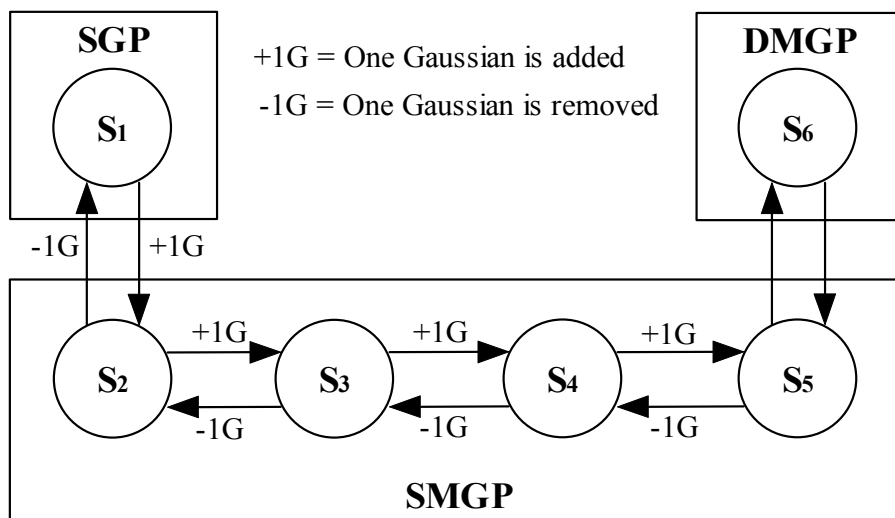 SGP
DMGP
+1G = One Gaussian is added
-1G = One Gaussian is removed
S1
S6
-1G
+1G
+1G
+1G
+1G
S2
S3
S4
S5
-1G
-1G
-1G
SMGP